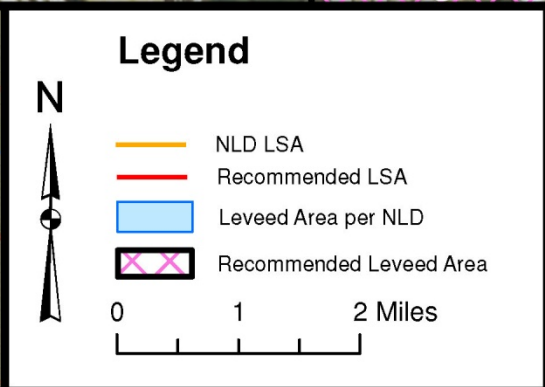 Legend
N
NLD LSA
Recommended LSA
Leveed Area per NLD
Recommended Leveed Area
0 1 2 Miles